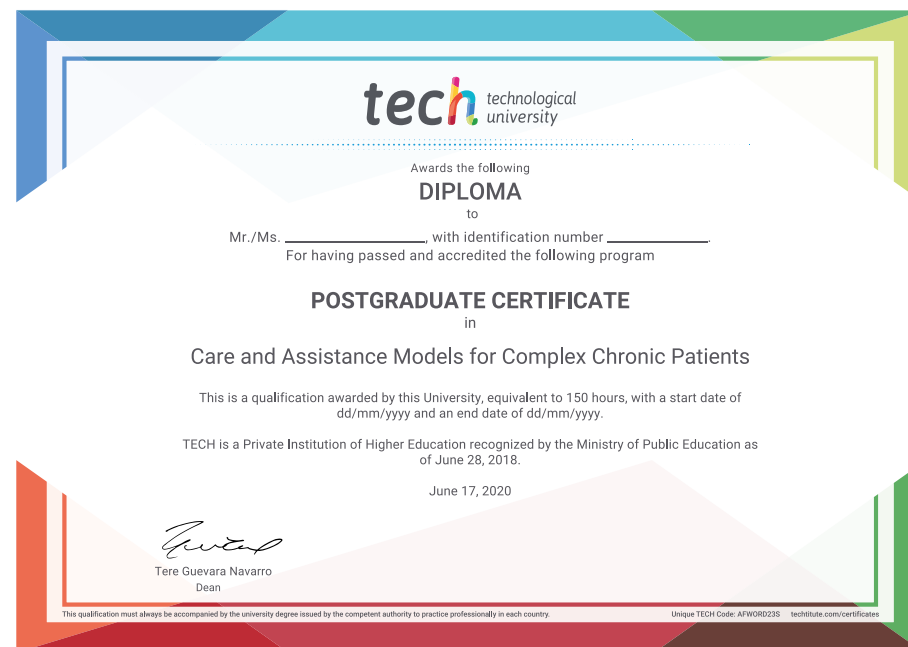 tech technological
university
Awards the following
DIPLOMA
to
Mr./Ms. ____________________, with identification number ______________.
For having passed and accredited the following program
POSTGRADUATE CERTIFICATE
in
Care and Assistance Models for Complex Chronic Patients
This is a qualification awarded by this University, equivalent to 150 hours, with a start date of
dd/mm/yyyy and an end date of dd/mm/yyyy.
TECH is a Private Institution of Higher Education recognized by the Ministry of Public Education as
of June 28, 2018.
June 17, 2020
Tere Guevara Navarro
Dean
This qualification must always be accompanied by the university degree issued by the competent authority to practice professionally in each country. Unique TECH Code: AFWORD23S techtitute.com/certificates